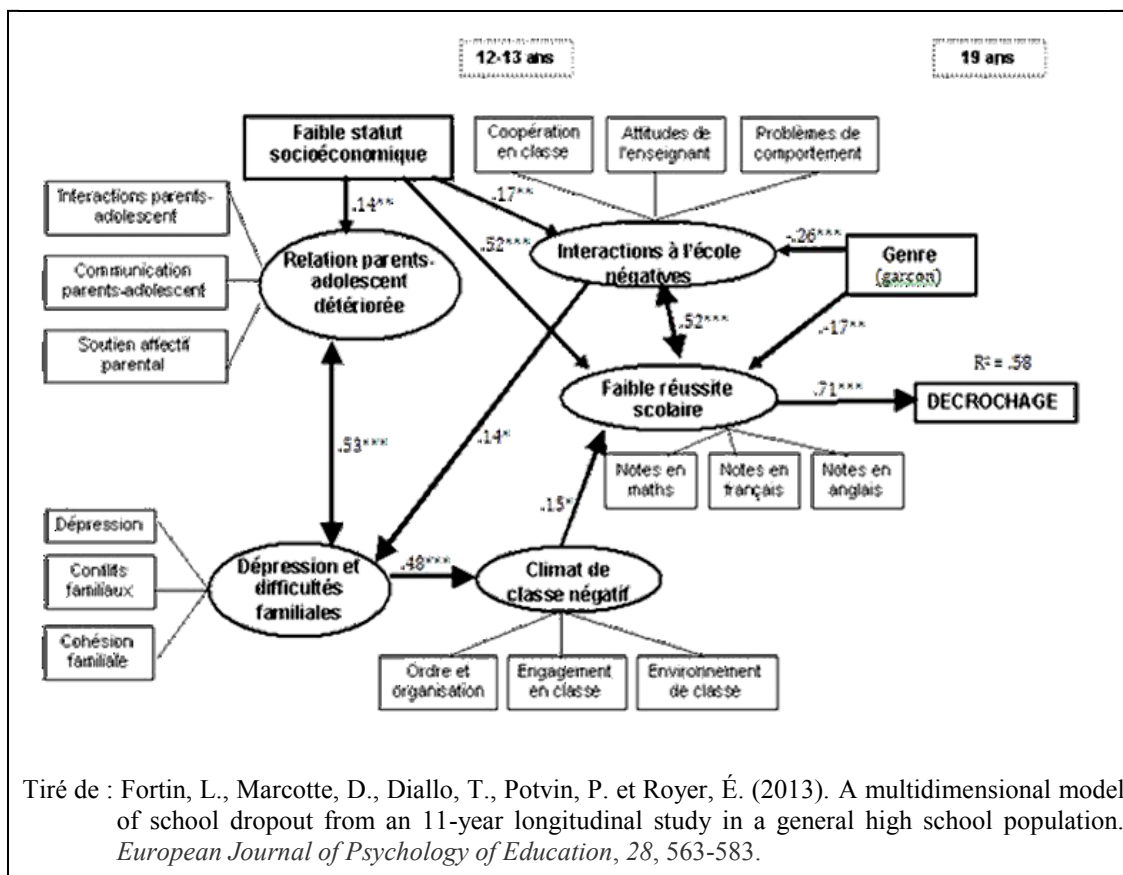 12-13 ans
19 ans
Faible statut
socioéconomique
Coopération
en classe
Attitudes de
l'enseignant
Problèmes de
comportement
Interactions parents-
adolescent
.14**
.17**
.52***
-.26***
Interactions à l'école
négatives
Genre
(garcon)
Communication
parents-adolescent
Relation parents-
adolescent
détériorée
Soutien affectif
parental
.52***
.-17**
R² = .58
Faible réussite
scolaire
.71***
DECROCHAGE
.53***
.14*
Notes en
maths
Notes en
français
Notes en
anglais
.15*
Dépression
Conflits
familiaux
Cohésion
familiale
Dépression et
difficultés
familiales
.48***
Climat de
classe négatif
Ordre et
organisation
Engagement
en classe
Environnement
de classe
Tiré de : Fortin, L., Marcotte, D., Diallo, T., Potvin, P. et Royer, É. (2013). A multidimensional model
of school dropout from an 11-year longitudinal study in a general high school population.
European Journal of Psychology of Education, 28, 563-583.